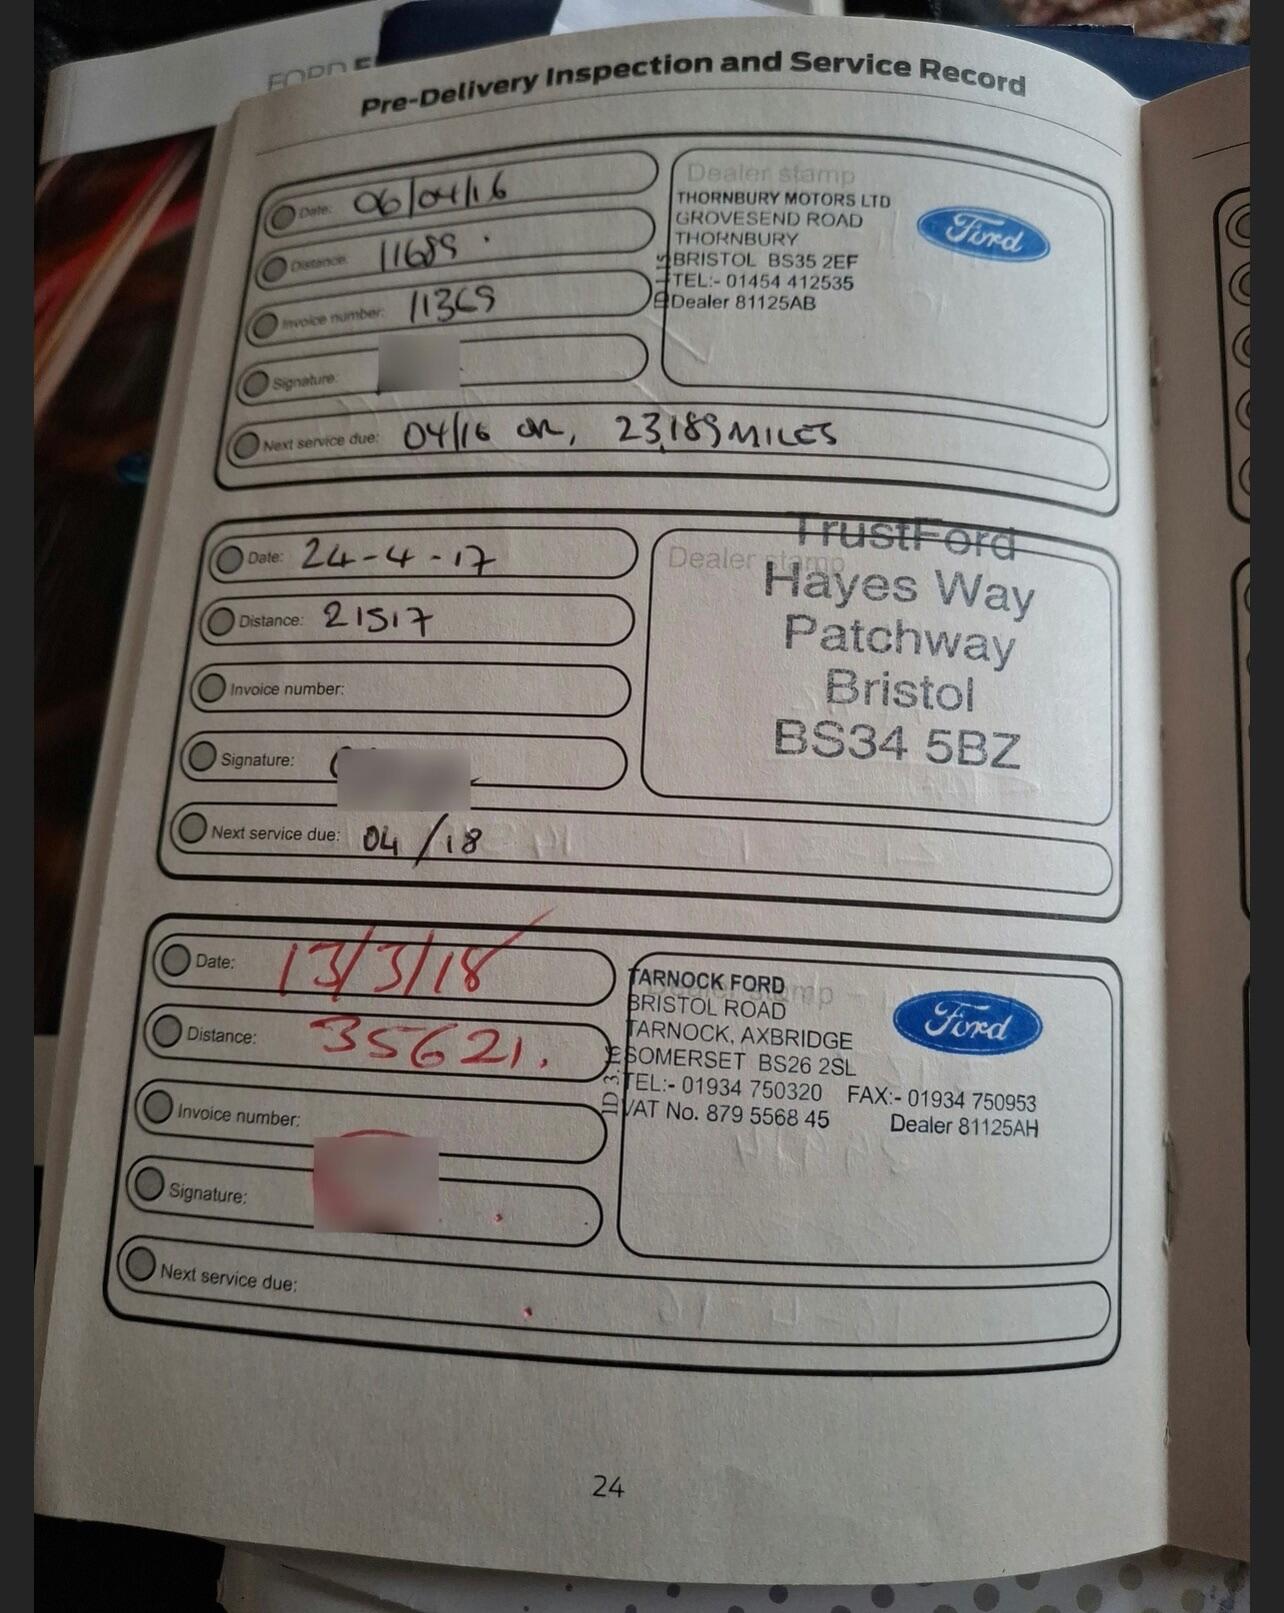 FORD
Pre-Delivery Inspection and Service Record
Date: 06/04/16
Distance: 11689
Invoice number: 11369
Signature:
Next service due: 04/16 OR, 23,189 MILES
Dealer stamp
THORNBURY MOTORS LTD
GROVESEND ROAD
THORNBURY
BRISTOL BS35 2EF
TEL:- 01454 412535
Dealer 81125AB
Ford
Date: 24-4-17
Distance: 21517
Invoice number:
Signature:
Next service due: 04/18
Dealer stamp
TrustFord
Hayes Way
Patchway
Bristol
BS34 5BZ
Date: 13/3/18
Distance: 35621.
Invoice number:
Signature:
Next service due:
Dealer stamp
TARNOCK FORD
BRISTOL ROAD
TARNOCK, AXBRIDGE
SOMERSET BS26 2SL
TEL:- 01934 750320 FAX:- 01934 750953
VAT No. 879 5568 45 Dealer 81125AH
Ford
24